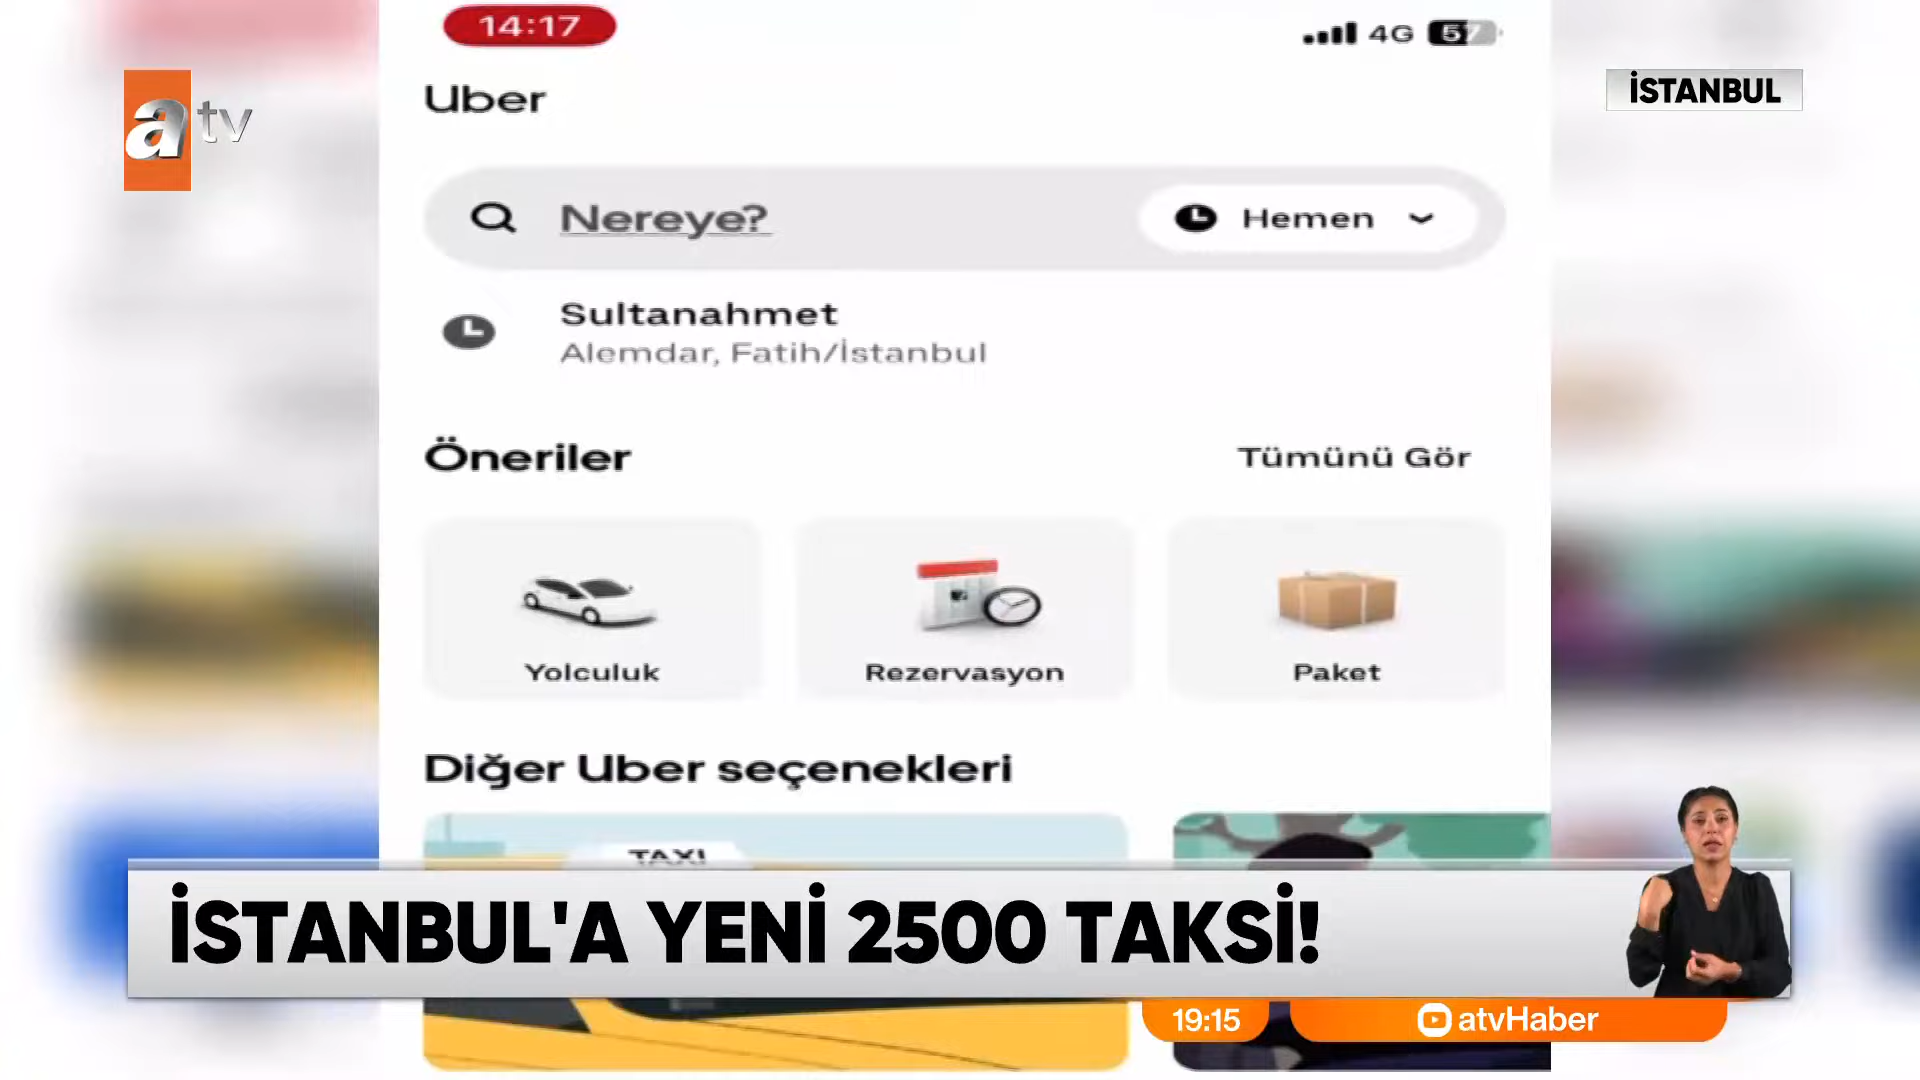 14:17
4G 57
Uber
atv
İSTANBUL
Nereye?
Hemen
Sultanahmet
Alemdar, Fatih/İstanbul
Öneriler
Tümünü Gör
Yolculuk
Rezervasyon
Paket
Diğer Uber seçenekleri
TAXI
İSTANBUL'A YENİ 2500 TAKSİ!
19:15
atvHaber